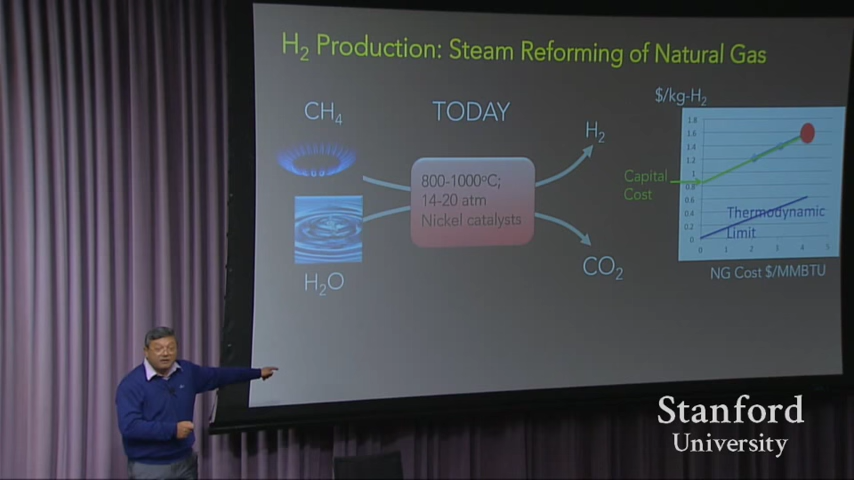 H₂ Production: Steam Reforming of Natural Gas
CH₄
TODAY
H₂
800-1000°C;
14-20 atm
Nickel catalysts
H₂O
CO₂
$/kg-H₂
1.8
1.6
1.4
1.2
1
0.8
0.6
0.4
0.2
0
Capital
Cost
Thermodynamic
Limit
0 1 2 3 4 5
NG Cost $/MMBTU
Stanford
University